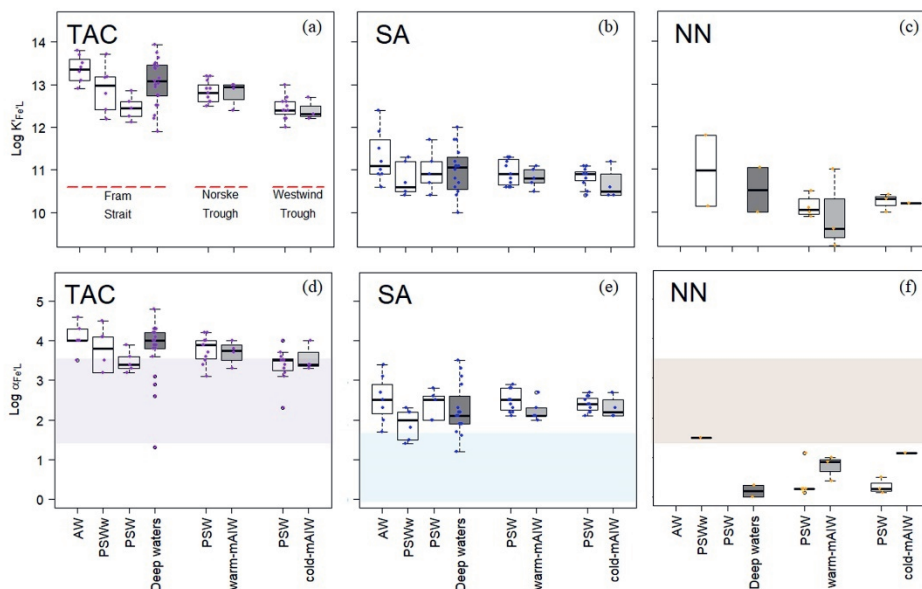 TAC
(a)
SA
(b)
NN
(c)
Log K'Fe'L
14
13
12
11
10
Fram
Strait
Norske
Trough
Westwind
Trough
TAC
(d)
SA
(e)
NN
(f)
Log αFe'L
5
4
3
2
1
0
AW
PSWw
PSW
Deep waters
PSW
warm-mAIW
PSW
cold-mAIW
AW
PSWw
PSW
Deep waters
PSW
warm-mAIW
PSW
cold-mAIW
AW
PSWw
PSW
Deep waters
PSW
warm-mAIW
PSW
cold-mAIW